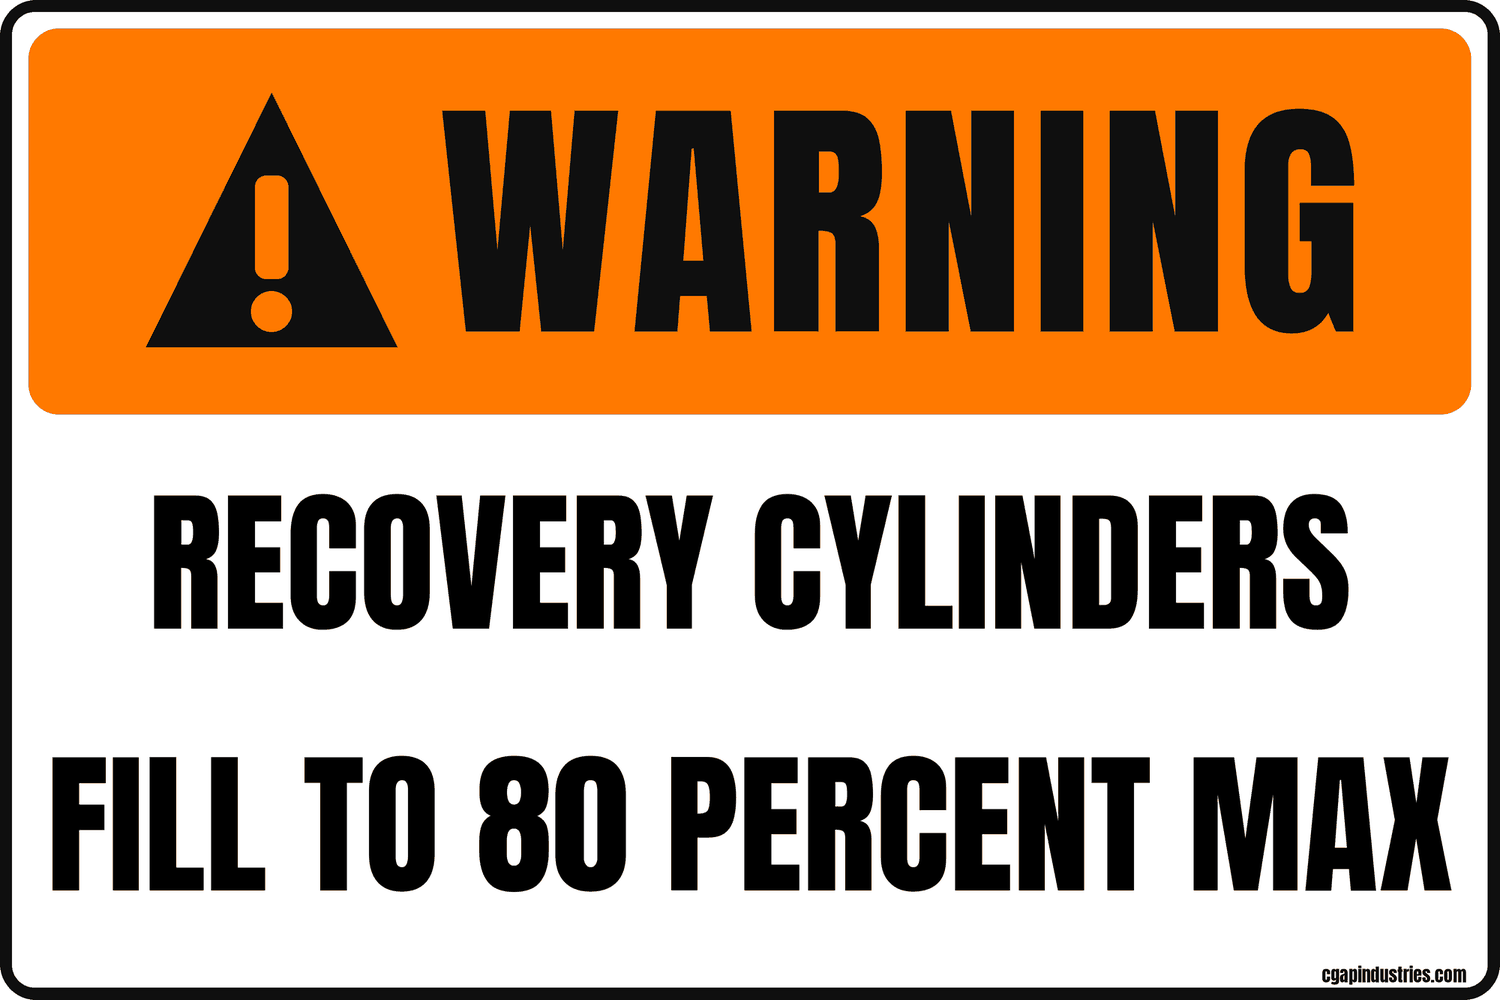 WARNING
RECOVERY CYLINDERS
FILL TO 80 PERCENT MAX
cgapindustries.com